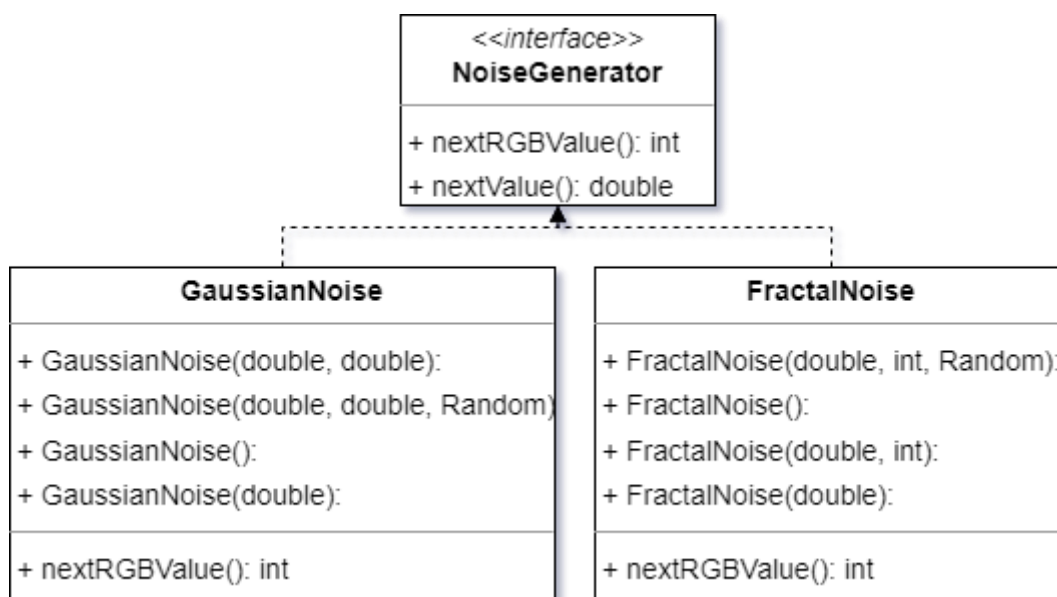 <<interface>>
NoiseGenerator
+ nextRGBValue(): int
+ nextValue(): double
GaussianNoise
+ GaussianNoise(double, double):
+ GaussianNoise(double, double, Random)
+ GaussianNoise():
+ GaussianNoise(double):
+ nextRGBValue(): int
FractalNoise
+ FractalNoise(double, int, Random):
+ FractalNoise():
+ FractalNoise(double, int):
+ FractalNoise(double):
+ nextRGBValue(): int